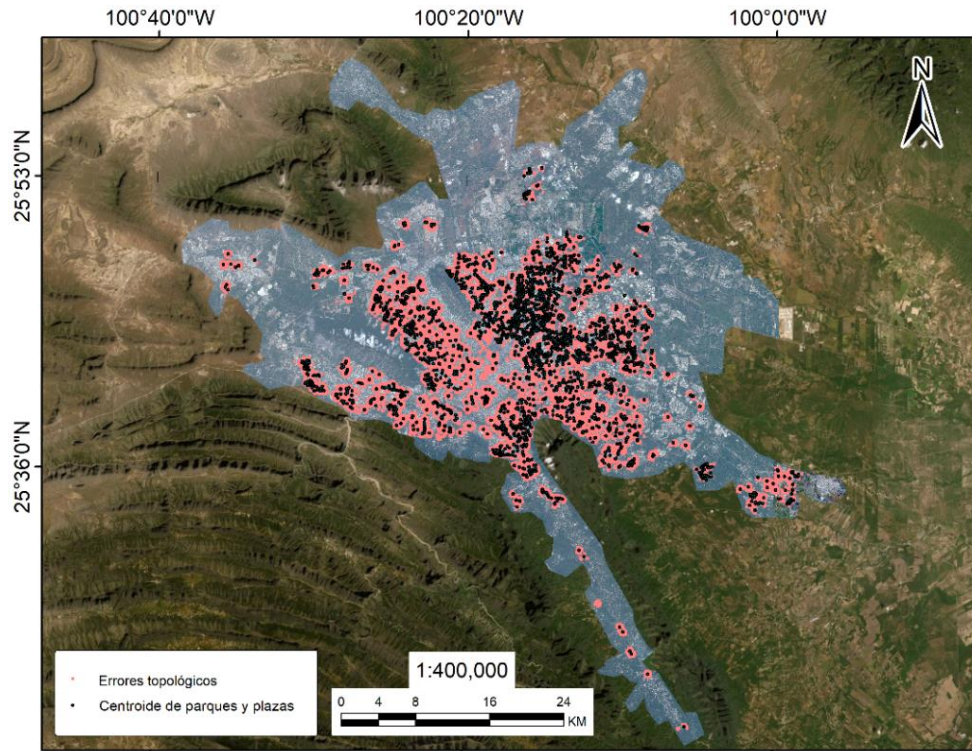 100°40'0"W 100°20'0"W 100°0'0"W
N
25°53'0"N
25°36'0"N
Errores topológicos
Centroide de parques y plazas
1:400,000
0 4 8 16 24
KM